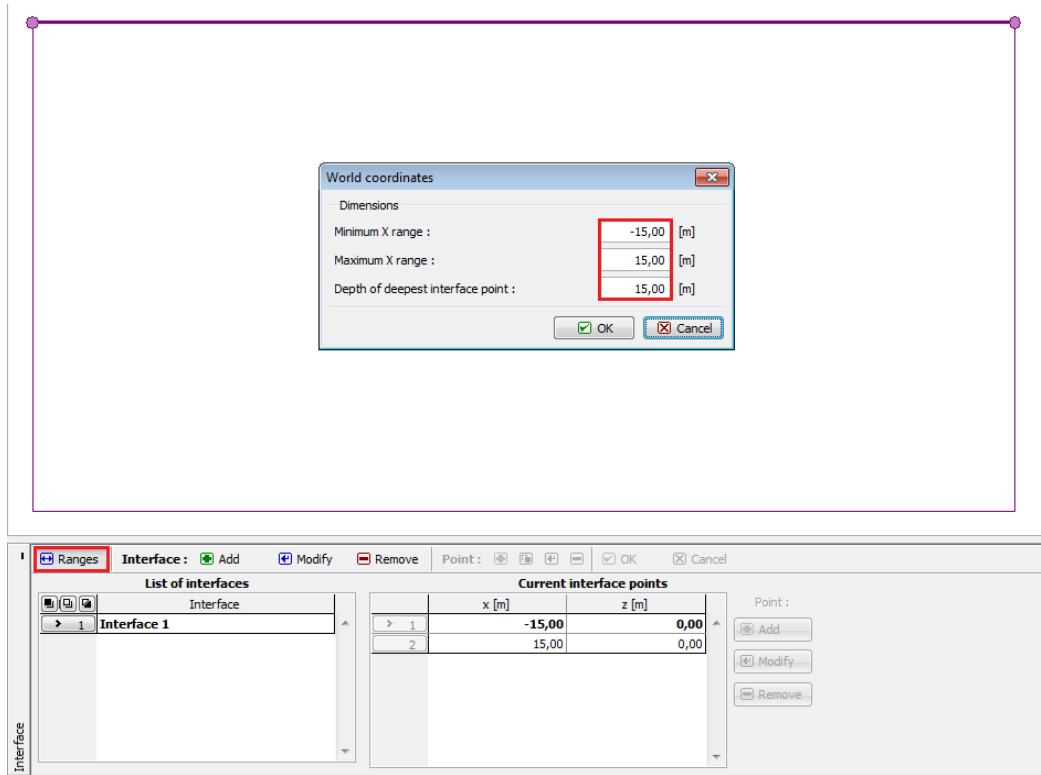 World coordinates
Dimensions
Minimum X range : -15,00 [m]
Maximum X range : 15,00 [m]
Depth of deepest interface point : 15,00 [m]
OK Cancel
Ranges Interface : Add Modify Remove Point : OK Cancel
List of interfaces Current interface points
Interface x [m] z [m] Point :
1 Interface 1 1 -15,00 0,00 Add
2 15,00 0,00
Modify
Remove
Interface